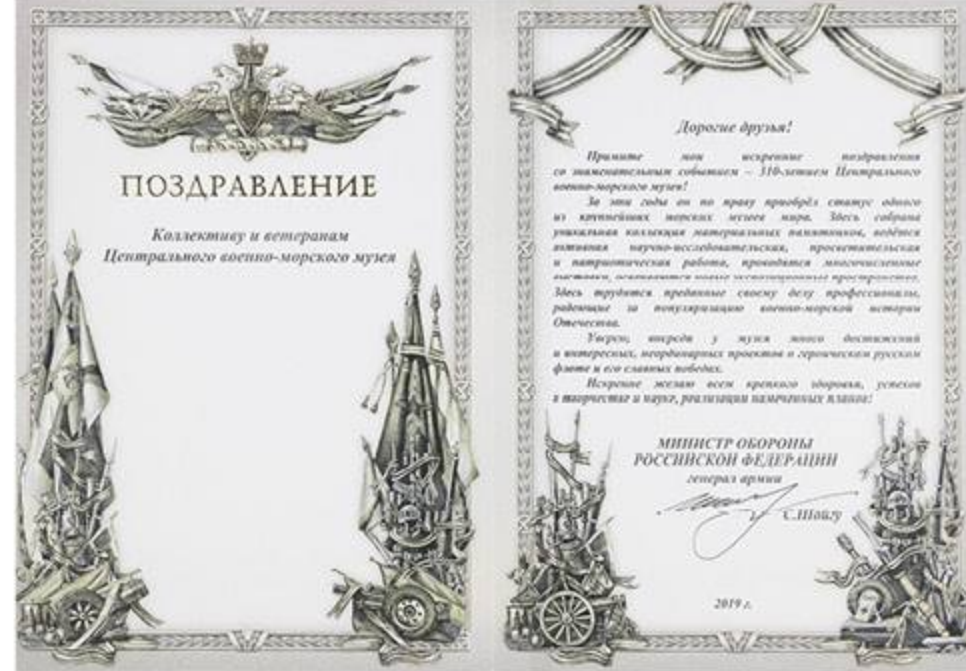 ПОЗДРАВЛЕНИЕ
Коллективу и ветеранам
Центрального военно-морского музея
Дорогие друзья!
Примите мои искренние поздравления
со знаменательным событием – 310-летием Центрального
военно-морского музея!
За эти годы он по праву приобрёл статус одного
из крупнейших морских музеев мира. Здесь собрана
уникальная коллекция материальных памятников, ведётся
активная научно-исследовательская, просветительская
и патриотическая работа, проводятся многочисленные
выставки, осваиваются новые экспозиционные пространства.
Здесь трудятся преданные своему делу профессионалы,
радеющие за популяризацию военно-морской истории
Отечества.
Уверен, впереди у музея много достижений
и интересных, неординарных проектов о героическом русском
флоте и его славных победах.
Искренне желаю всем крепкого здоровья, успехов
в творчестве и науке, реализации намеченных планов!
МИНИСТР ОБОРОНЫ
РОССИЙСКОЙ ФЕДЕРАЦИИ
генерал армии
С.Шойгу
2019 г.